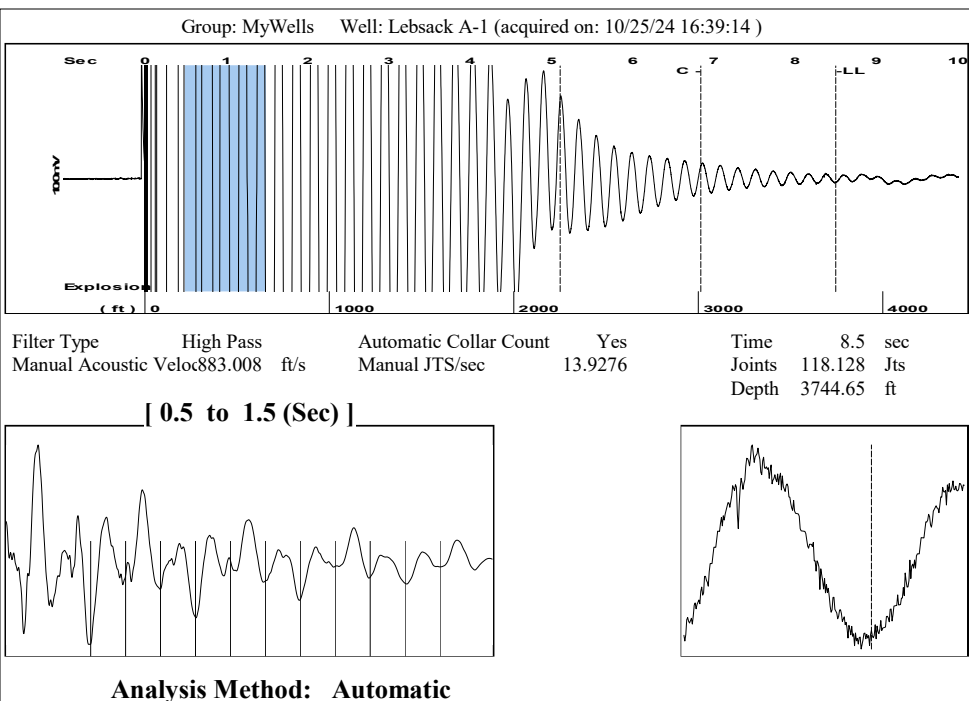 Group: MyWells Well: Lebsack A-1 (acquired on: 10/25/24 16:39:14 )
Sec 0 1 2 3 4 5 6 7 8 9 10
C - -LL
Explosion
( ft ) 0 1000 2000 3000 4000
Filter Type High Pass Automatic Collar Count Yes Time 8.5 sec
Manual Acoustic Veloc883.008 ft/s Manual JTS/sec 13.9276 Joints 118.128 Jts
Depth 3744.65 ft
[ 0.5 to 1.5 (Sec) ]
Analysis Method: Automatic